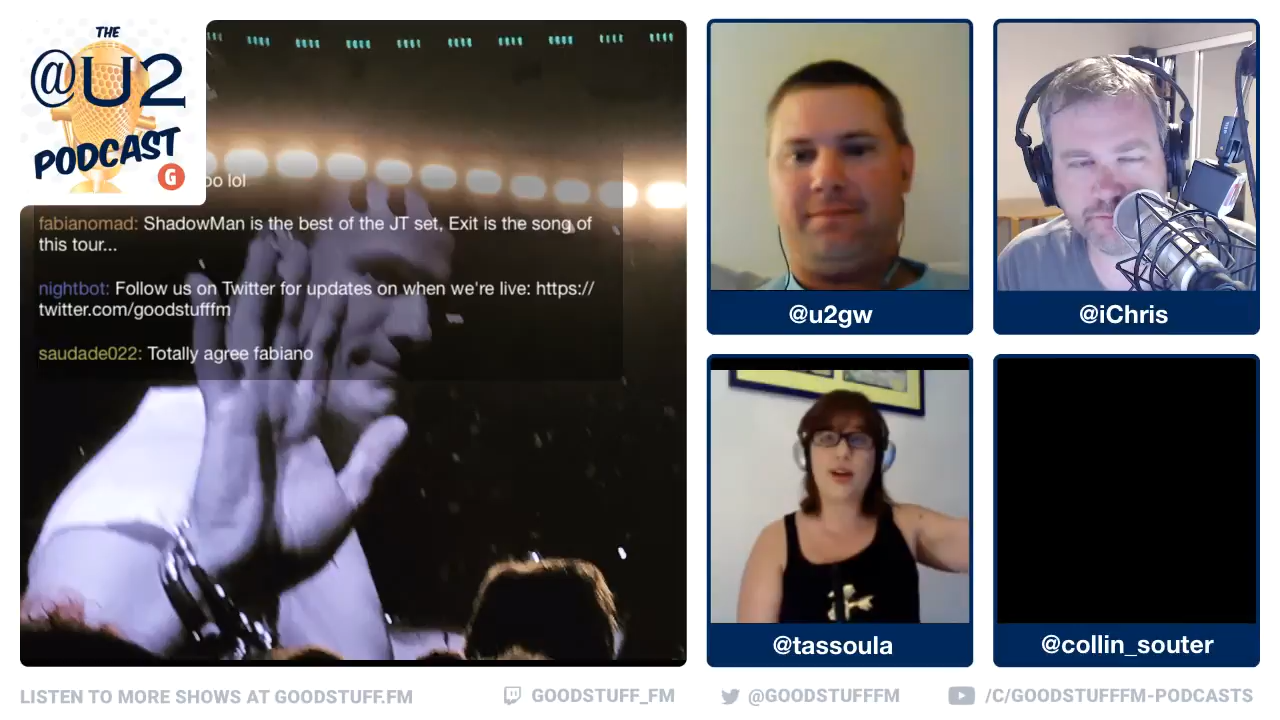 THE
@U2
PODCAST
G
lol
fabianomad: ShadowMan is the best of the JT set, Exit is the song of
this tour...
nightbot: Follow us on Twitter for updates on when we're live: https://
twitter.com/goodstufffm
saudade022: Totally agree fabiano
@u2gw
@iChris
@tassoula
@collin_souter
LISTEN TO MORE SHOWS AT GOODSTUFF.FM
GOODSTUFF_FM
@GOODSTUFFFM
/C/GOODSTUFFFM-PODCASTS